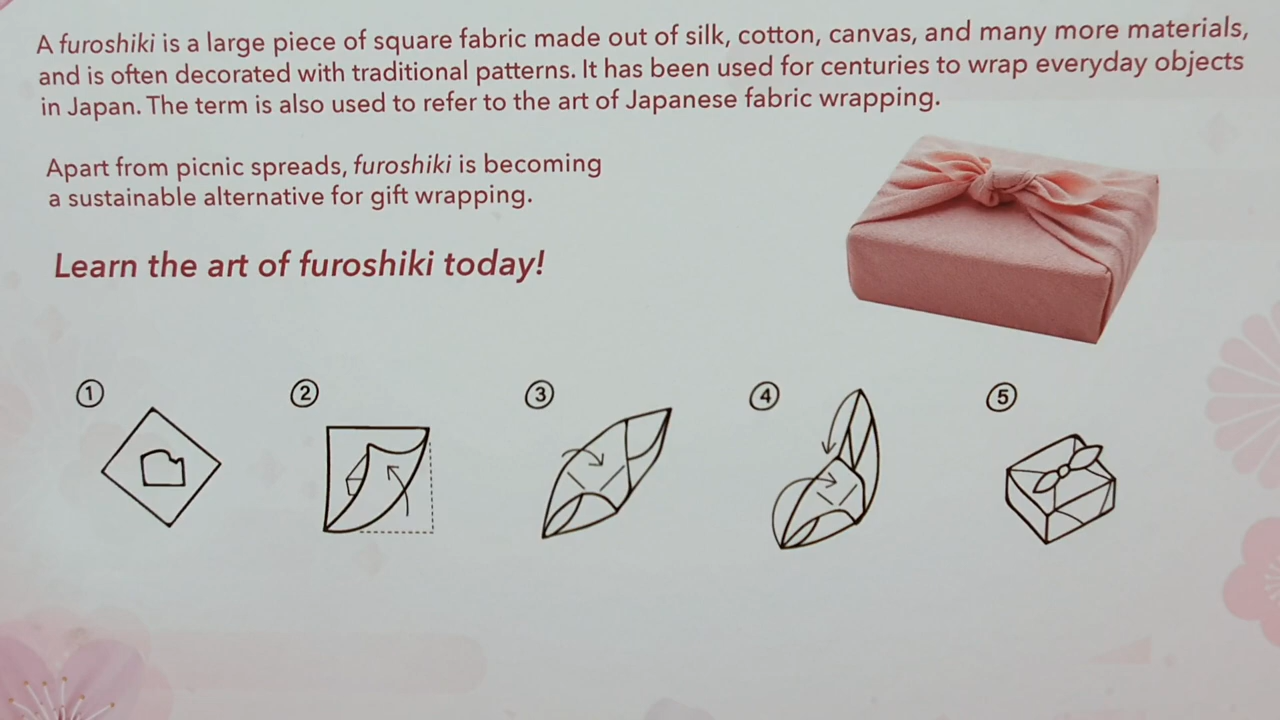 A furoshiki is a large piece of square fabric made out of silk, cotton, canvas, and many more materials,
and is often decorated with traditional patterns. It has been used for centuries to wrap everyday objects
in Japan. The term is also used to refer to the art of Japanese fabric wrapping.
Apart from picnic spreads, furoshiki is becoming
a sustainable alternative for gift wrapping.
Learn the art of furoshiki today!
1 2 3 4 5